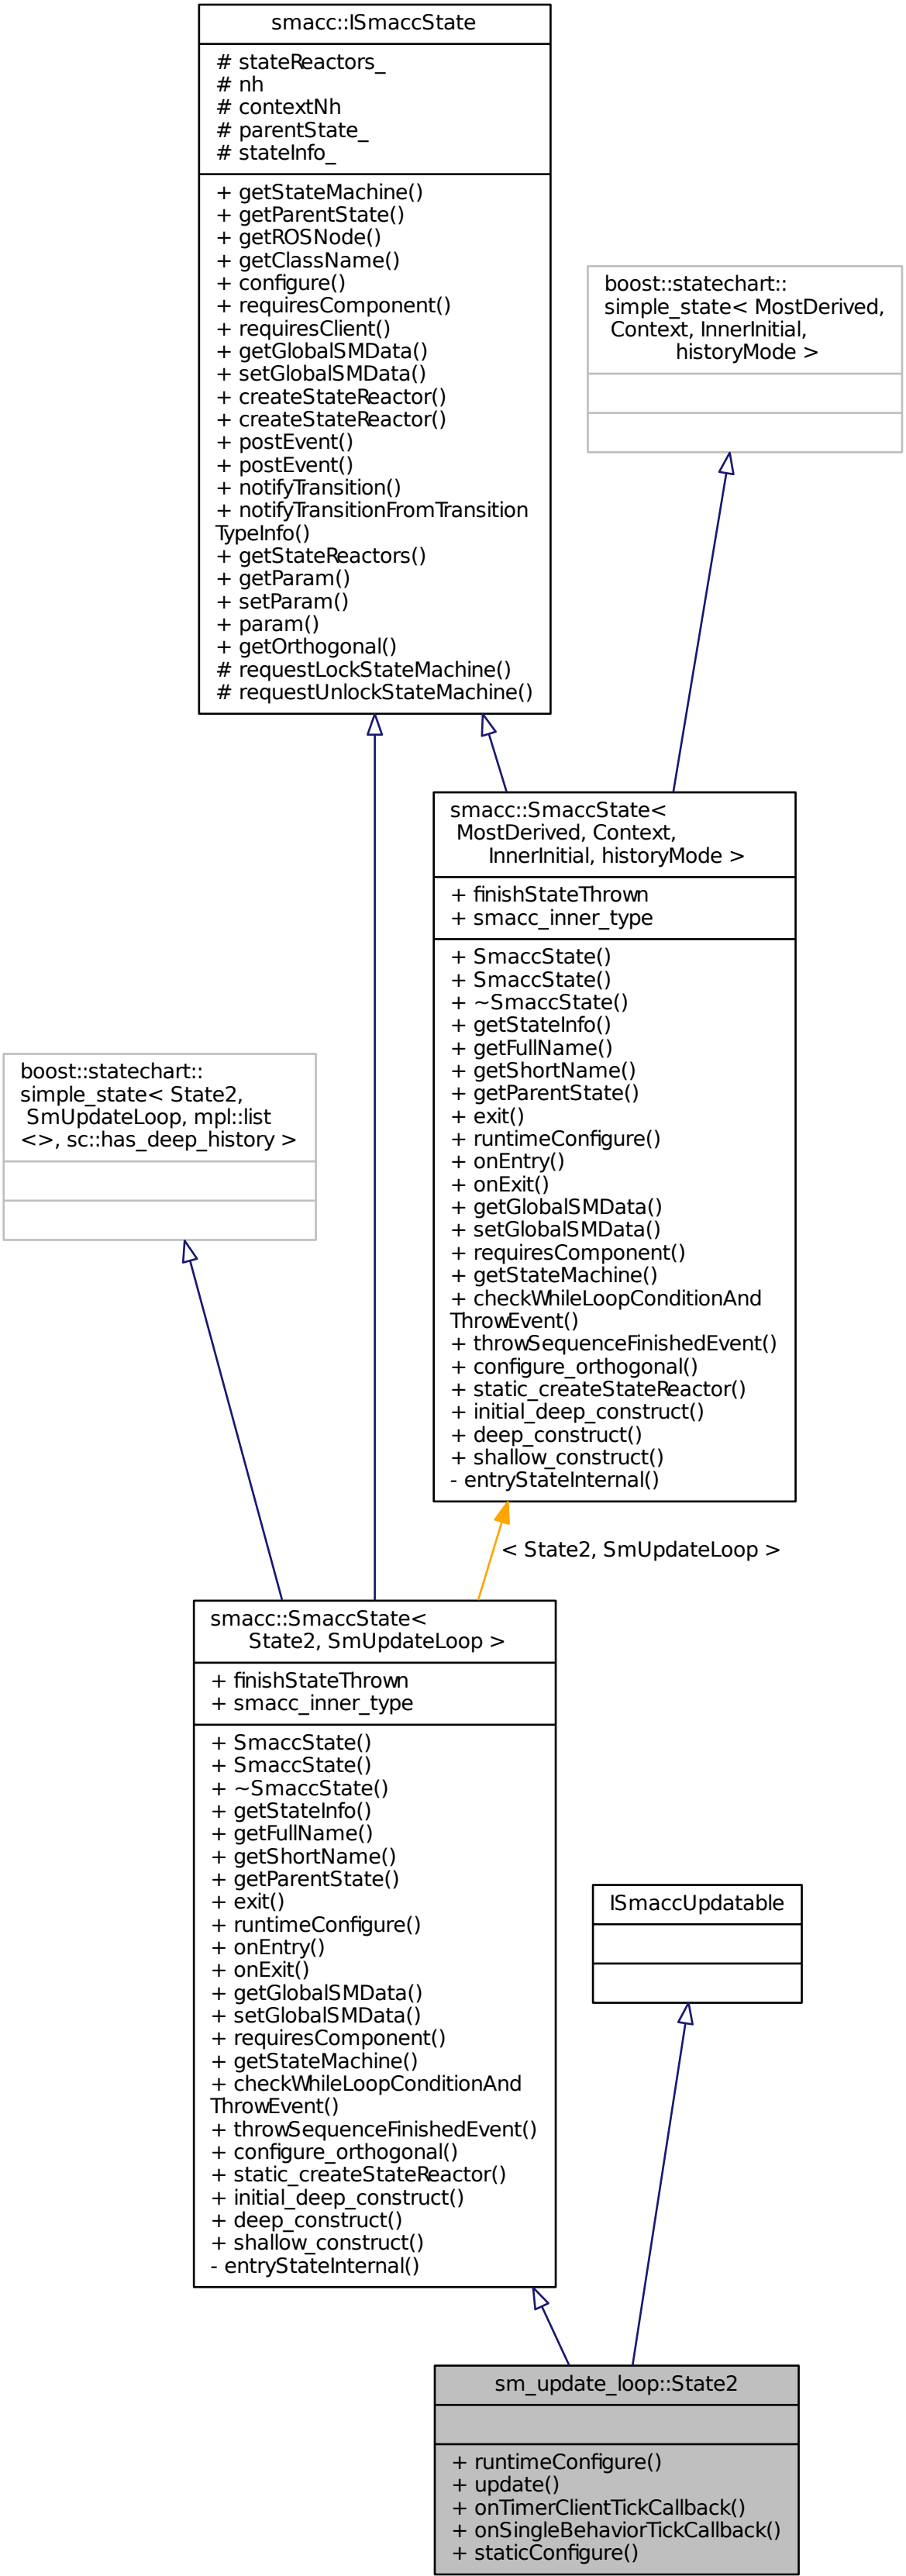 smacc::ISmaccState
# stateReactors_
# nh
# contextNh
# parentState_
# stateInfo_
+ getStateMachine()
+ getParentState()
+ getROSNode()
+ getClassName()
+ configure()
+ requiresComponent()
+ requiresClient()
+ getGlobalSMData()
+ setGlobalSMData()
+ createStateReactor()
+ createStateReactor()
+ postEvent()
+ postEvent()
+ notifyTransition()
+ notifyTransitionFromTransition
TypeInfo()
+ getStateReactors()
+ getParam()
+ setParam()
+ param()
+ getOrthogonal()
# requestLockStateMachine()
# requestUnlockStateMachine()
boost::statechart::
simple_state< MostDerived,
Context, InnerInitial,
historyMode >
smacc::SmaccState<
MostDerived, Context,
InnerInitial, historyMode >
+ finishStateThrown
+ smacc_inner_type
+ SmaccState()
+ SmaccState()
+ ~SmaccState()
+ getStateInfo()
+ getFullName()
+ getShortName()
+ getParentState()
+ exit()
+ runtimeConfigure()
+ onEntry()
+ onExit()
+ getGlobalSMData()
+ setGlobalSMData()
+ requiresComponent()
+ getStateMachine()
+ checkWhileLoopConditionAnd
ThrowEvent()
+ throwSequenceFinishedEvent()
+ configure_orthogonal()
+ static_createStateReactor()
+ initial_deep_construct()
+ deep_construct()
+ shallow_construct()
- entryStateInternal()
boost::statechart::
simple_state< State2,
SmUpdateLoop, mpl::list
<>, sc::has_deep_history >
< State2, SmUpdateLoop >
smacc::SmaccState<
State2, SmUpdateLoop >
+ finishStateThrown
+ smacc_inner_type
+ SmaccState()
+ SmaccState()
+ ~SmaccState()
+ getStateInfo()
+ getFullName()
+ getShortName()
+ getParentState()
+ exit()
+ runtimeConfigure()
+ onEntry()
+ onExit()
+ getGlobalSMData()
+ setGlobalSMData()
+ requiresComponent()
+ getStateMachine()
+ checkWhileLoopConditionAnd
ThrowEvent()
+ throwSequenceFinishedEvent()
+ configure_orthogonal()
+ static_createStateReactor()
+ initial_deep_construct()
+ deep_construct()
+ shallow_construct()
- entryStateInternal()
ISmaccUpdatable
sm_update_loop::State2
+ runtimeConfigure()
+ update()
+ onTimerClientTickCallback()
+ onSingleBehaviorTickCallback()
+ staticConfigure()